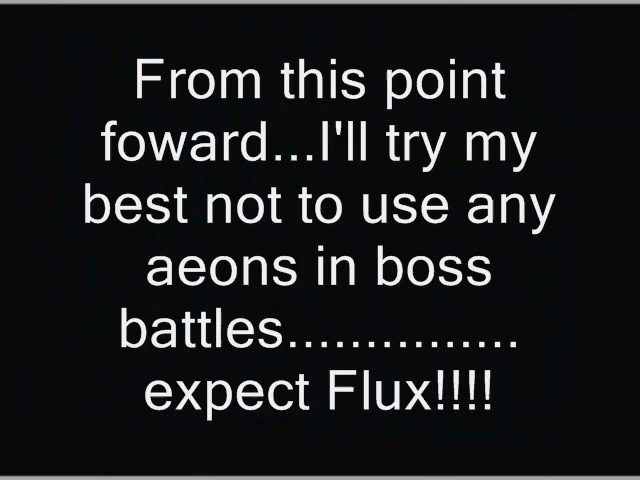 From this point
foward...I'll try my
best not to use any
aeons in boss
battles...............
expect Flux!!!!